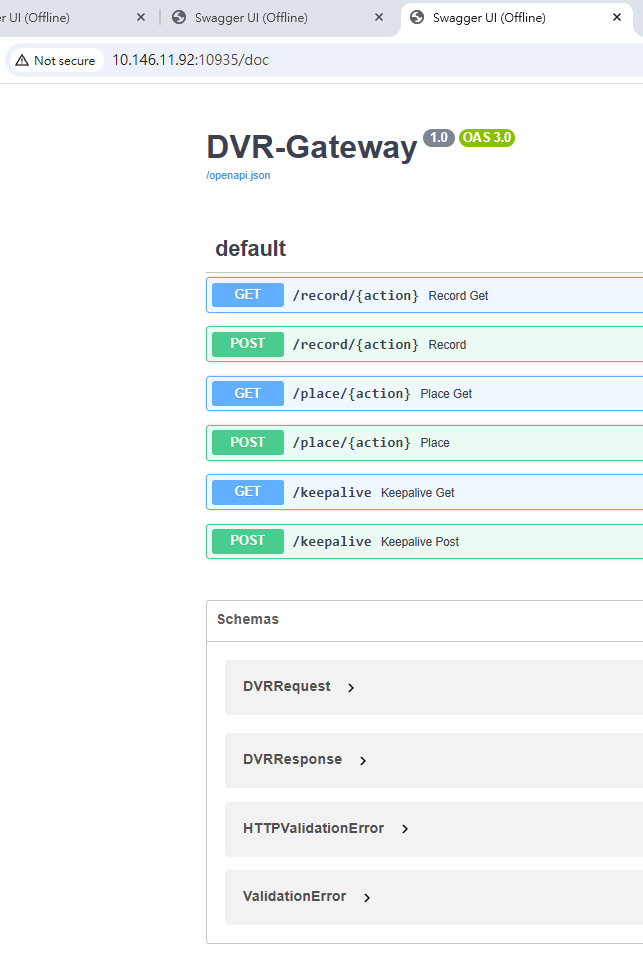 r UI (Offline) × Swagger UI (Offline) × Swagger UI (Offline) ×
Not secure 10.146.11.92:10935/doc
DVR-Gateway 1.0 OAS 3.0
/openapi.json
default
GET /record/{action} Record Get
POST /record/{action} Record
GET /place/{action} Place Get
POST /place/{action} Place
GET /keepalive Keepalive Get
POST /keepalive Keepalive Post
Schemas
DVRRequest
DVRResponse
HTTPValidationError
ValidationError